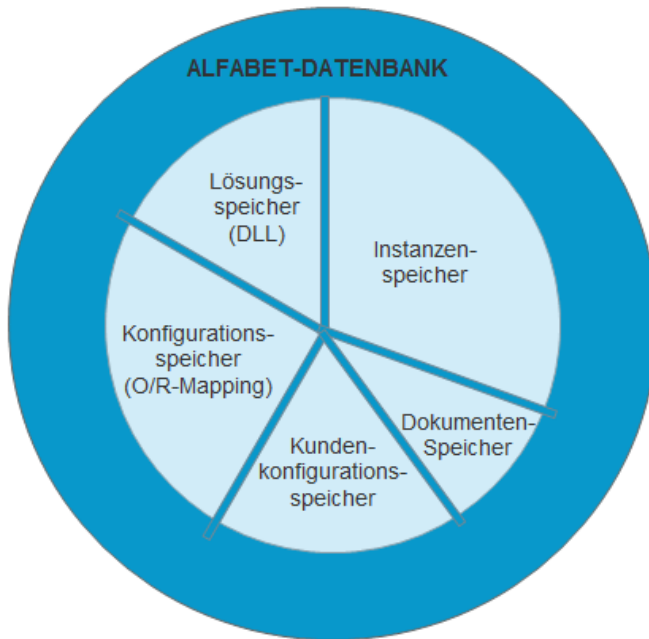 ALFABET-DATENBANK
Lösungs-
speicher
(DLL)
Instanzen-
speicher
Konfigurations-
speicher
(O/R-Mapping)
Dokumenten-
Speicher
Kunden-
konfigurations-
speicher